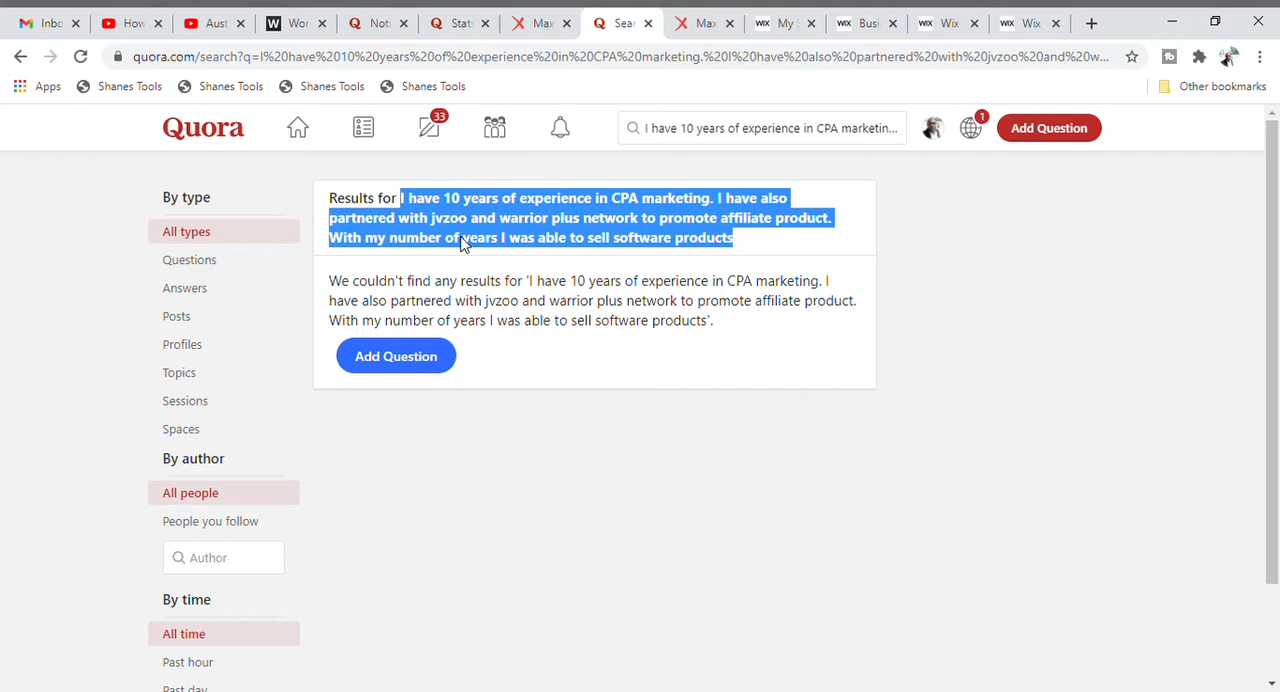 Inbo
How
Aust
W Wor
Q Noti
Q Stat
Max
Q Sear
Max
WIX My S
WIX Busi
WIX Wix
WIX Wix
quora.com/search?q=I%20have%2010%20years%20of%20experience%20in%20CPA%20marketing.%20I%20have%20also%20partnered%20with%20jvzoo%20and%20w...
Apps
Shanes Tools
Shanes Tools
Shanes Tools
Shanes Tools
Other bookmarks
Quora
33
I have 10 years of experience in CPA marketin...
1
Add Question
By type
All types
Questions
Answers
Posts
Profiles
Topics
Sessions
Spaces
By author
All people
People you follow
Author
By time
All time
Past hour
Past day
Results for I have 10 years of experience in CPA marketing. I have also
partnered with jvzoo and warrior plus network to promote affiliate product.
With my number of years I was able to sell software products
We couldn't find any results for 'I have 10 years of experience in CPA marketing. I
have also partnered with jvzoo and warrior plus network to promote affiliate product.
With my number of years I was able to sell software products'.
Add Question